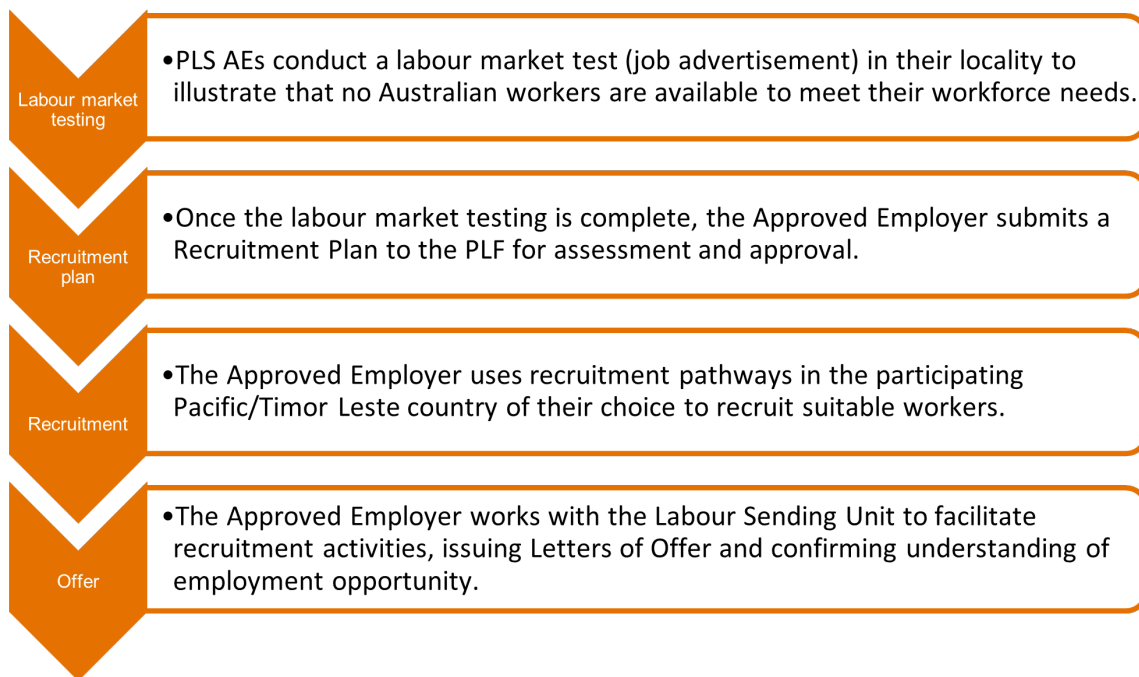 Labour market
testing
•PLS AEs conduct a labour market test (job advertisement) in their locality to
illustrate that no Australian workers are available to meet their workforce needs.
Recruitment
plan
•Once the labour market testing is complete, the Approved Employer submits a
Recruitment Plan to the PLF for assessment and approval.
Recruitment
•The Approved Employer uses recruitment pathways in the participating
Pacific/Timor Leste country of their choice to recruit suitable workers.
Offer
•The Approved Employer works with the Labour Sending Unit to facilitate
recruitment activities, issuing Letters of Offer and confirming understanding of
employment opportunity.